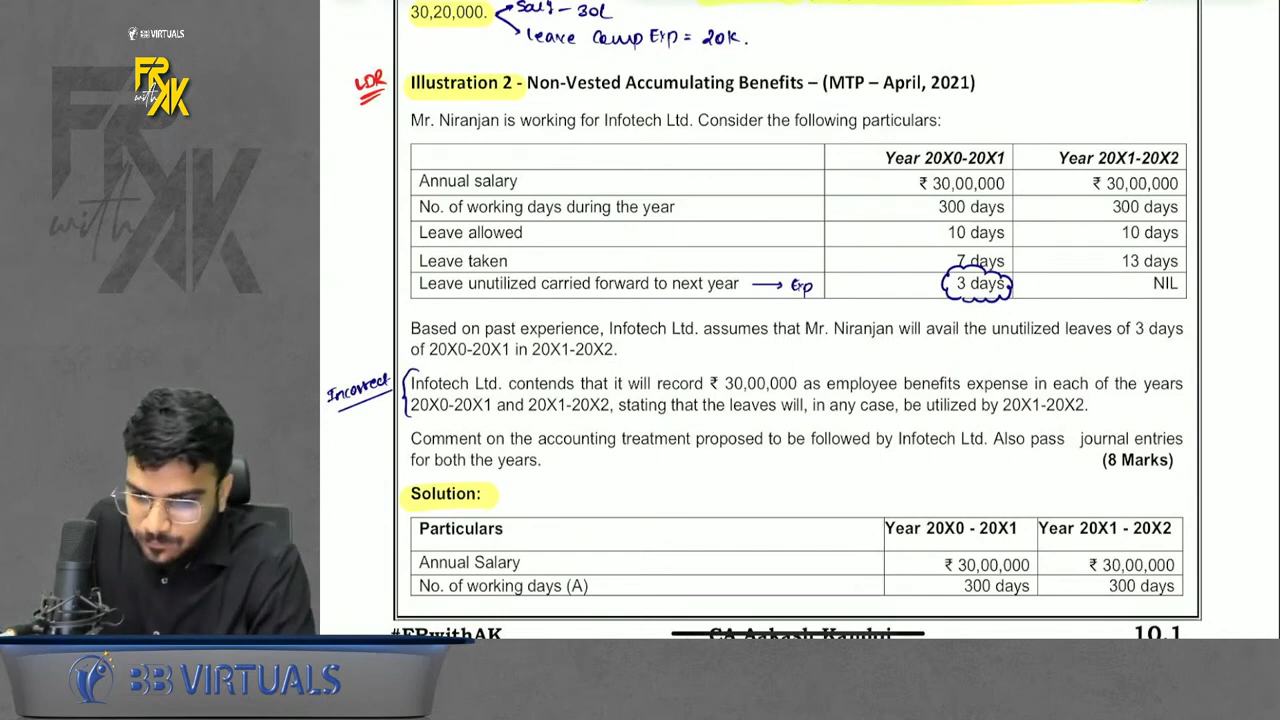 30,20,000.
Saly - 30L
Leave Comp Exp = 20K.
BB VIRTUALS
FR
with
AK
FR
with
AK
LDR
Illustration 2 - Non-Vested Accumulating Benefits – (MTP – April, 2021)
Mr. Niranjan is working for Infotech Ltd. Consider the following particulars:
Year 20X0-20X1 Year 20X1-20X2
Annual salary ₹ 30,00,000 ₹ 30,00,000
No. of working days during the year 300 days 300 days
Leave allowed 10 days 10 days
Leave taken 7 days 13 days
Leave unutilized carried forward to next year → Exp 3 days NIL
Based on past experience, Infotech Ltd. assumes that Mr. Niranjan will avail the unutilized leaves of 3 days
of 20X0-20X1 in 20X1-20X2.
Incorrect
Infotech Ltd. contends that it will record ₹ 30,00,000 as employee benefits expense in each of the years
20X0-20X1 and 20X1-20X2, stating that the leaves will, in any case, be utilized by 20X1-20X2.
Comment on the accounting treatment proposed to be followed by Infotech Ltd. Also pass journal entries
for both the years. (8 Marks)
Solution:
Particulars Year 20X0 - 20X1 Year 20X1 - 20X2
Annual Salary ₹ 30,00,000 ₹ 30,00,000
No. of working days (A) 300 days 300 days
#FRwithAK CA Aakash Kandoi 10.1
BB VIRTUALS